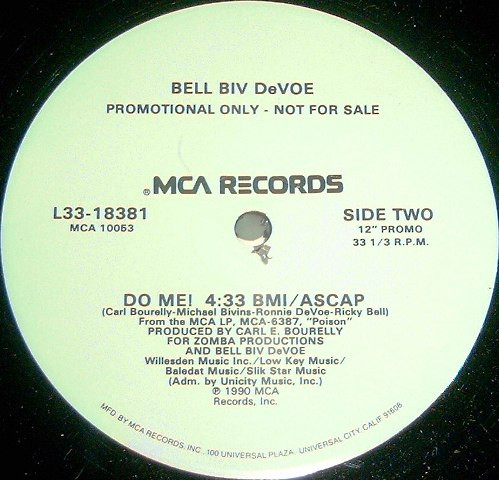 BELL BIV DeVOE
PROMOTIONAL ONLY - NOT FOR SALE
® MCA RECORDS
L33-18381
MCA 10053
SIDE TWO
12" PROMO
33 1/3 R.P.M.
DO ME! 4:33 BMI/ASCAP
(Carl Bourelly-Michael Bivins-Ronnie DeVoe-Ricky Bell)
From the MCA LP, MCA-6387, "Poison"
PRODUCED BY CARL E. BOURELLY
FOR ZOMBA PRODUCTIONS
AND BELL BIV DeVOE
Willesden Music Inc./Low Key Music/
Baledat Music/Slik Star Music
(Adm. by Unicity Music, Inc.)
℗ 1990 MCA
Records, Inc.
MFD. BY MCA RECORDS, INC., 100 UNIVERSAL PLAZA, UNIVERSAL CITY, CALIF. 91608